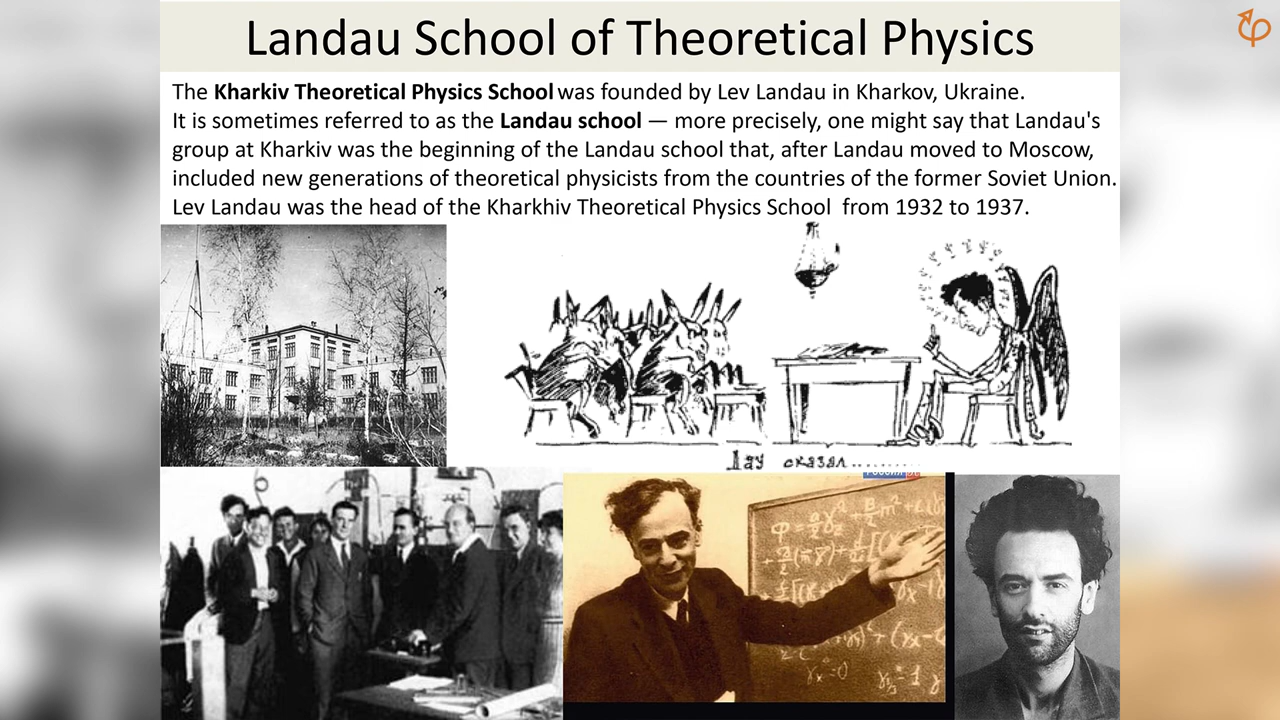 Landau School of Theoretical Physics
The Kharkiv Theoretical Physics School was founded by Lev Landau in Kharkov, Ukraine.
It is sometimes referred to as the Landau school — more precisely, one might say that Landau's
group at Kharkiv was the beginning of the Landau school that, after Landau moved to Moscow,
included new generations of theoretical physicists from the countries of the former Soviet Union.
Lev Landau was the head of the Kharkhiv Theoretical Physics School from 1932 to 1937.
Дау сказал........